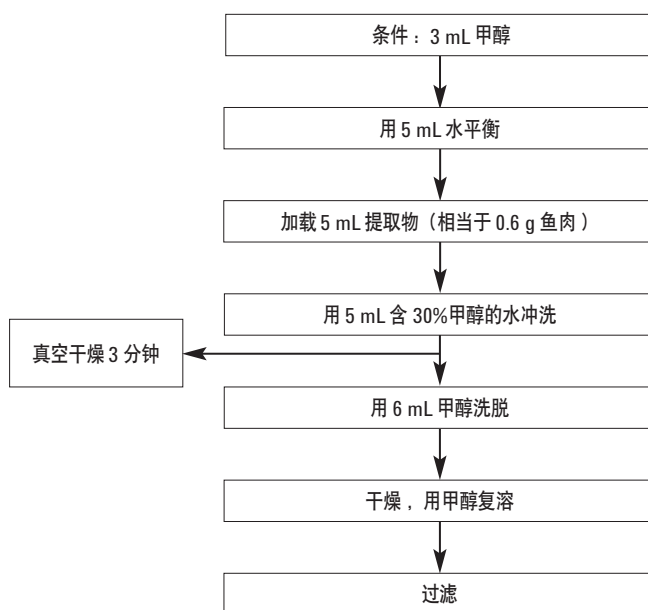 条件：3 mL 甲醇
用 5 mL 水平衡
加载 5 mL 提取物（相当于 0.6 g 鱼肉）
用 5 mL 含 30%甲醇的水冲洗
真空干燥 3 分钟
用 6 mL 甲醇洗脱
干燥，用甲醇复溶
过滤